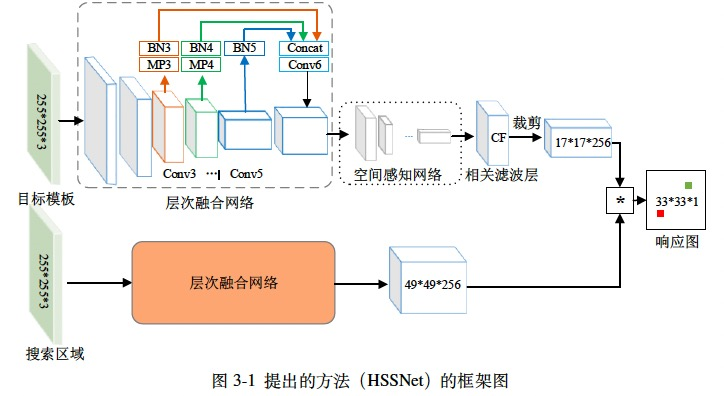 BN3
BN4
BN5
Concat
MP3
MP4
Conv6
255*255*3
目标模板
Conv3
Conv5
层次融合网络
...
空间感知网络
CF
相关滤波层
裁剪
17*17*256
*
33*33*1
响应图
255*255*3
搜索区域
层次融合网络
49*49*256
图 3-1 提出的方法（HSSNet）的框架图